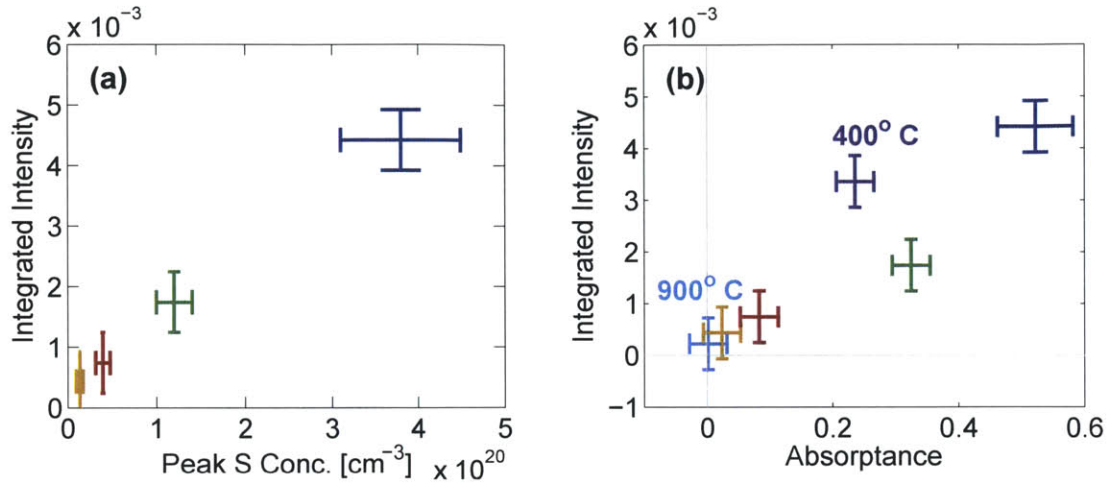 × 10⁻³
(a)
Integrated Intensity
6
5
4
3
2
1
0
0 1 2 3 4 5
Peak S Conc. [cm⁻³] × 10²⁰
× 10⁻³
(b)
Integrated Intensity
6
5
4
3
2
1
0
−1
400° C
900° C
0 0.2 0.4 0.6
Absorptance